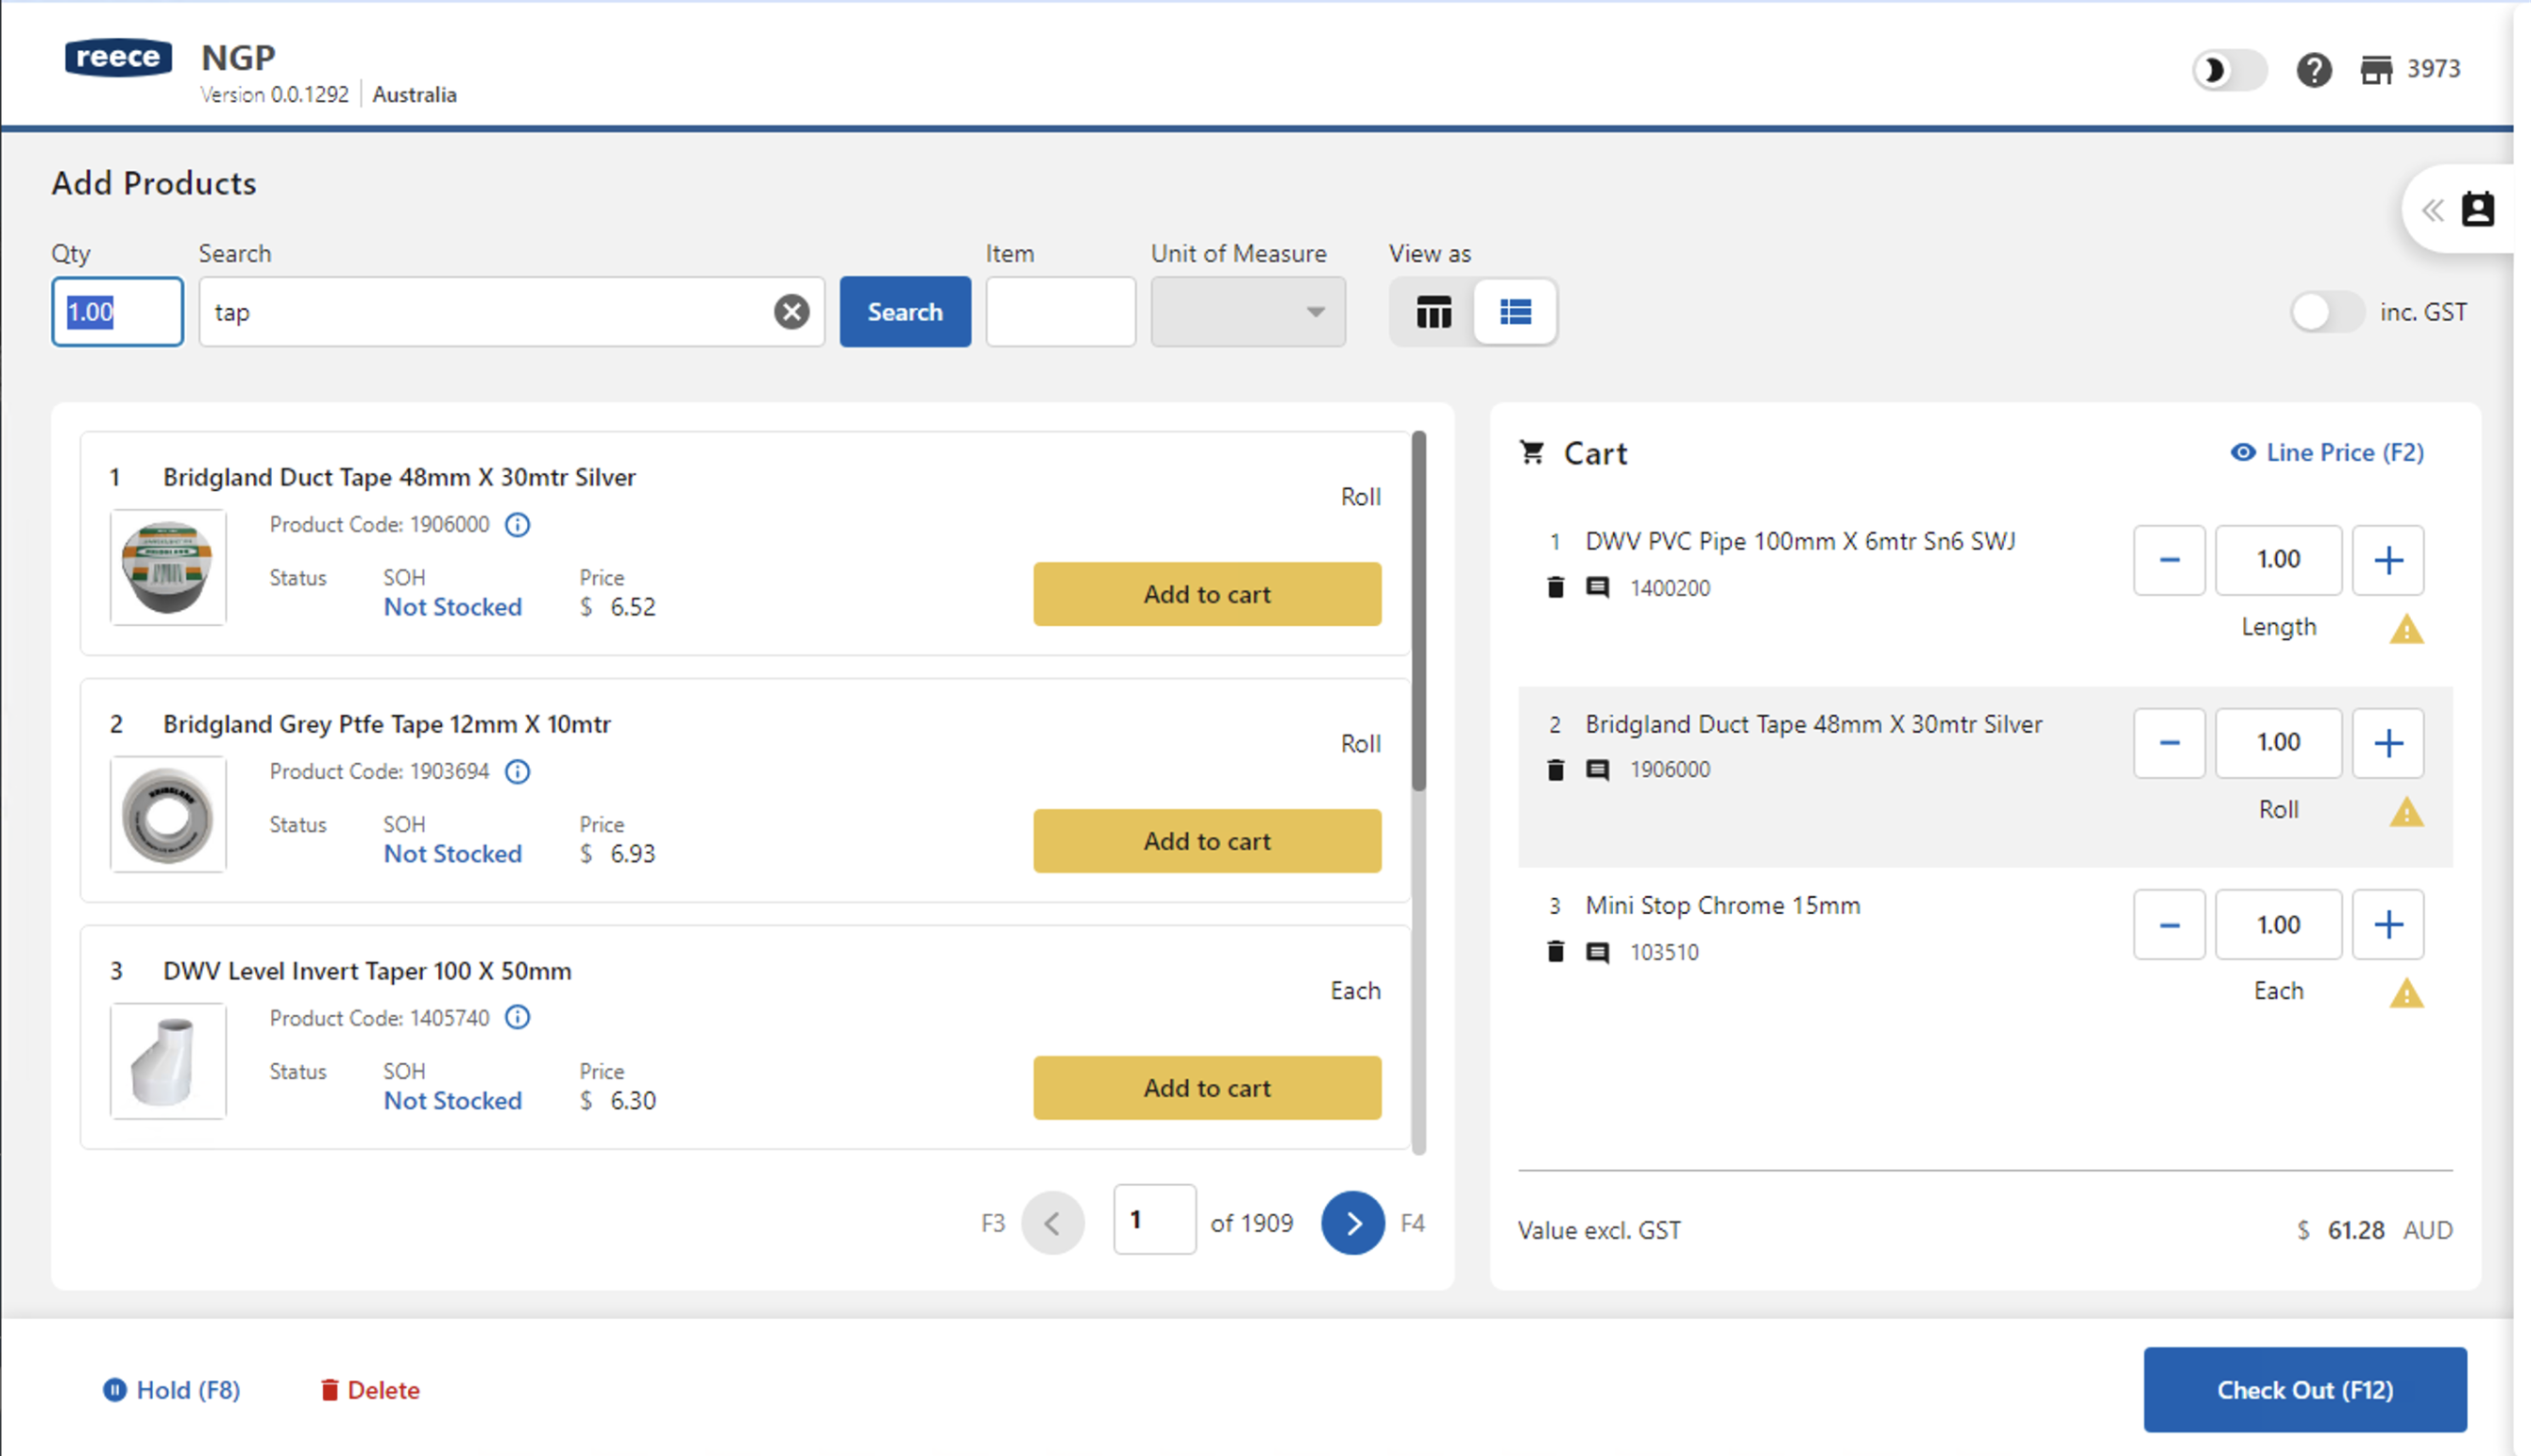 reece
NGP
Version 0.0.1292 | Australia
3973
Add Products
Qty
Search
Item
Unit of Measure
View as
1.00
tap
Search
inc. GST
1 Bridgland Duct Tape 48mm X 30mtr Silver
Roll
Product Code: 1906000
Status SOH Price
Not Stocked $ 6.52
Add to cart
2 Bridgland Grey Ptfe Tape 12mm X 10mtr
Roll
Product Code: 1903694
Status SOH Price
Not Stocked $ 6.93
Add to cart
3 DWV Level Invert Taper 100 X 50mm
Each
Product Code: 1405740
Status SOH Price
Not Stocked $ 6.30
Add to cart
F3 1 of 1909 F4
Cart
Line Price (F2)
1 DWV PVC Pipe 100mm X 6mtr Sn6 SWJ
1.00
1400200
Length
2 Bridgland Duct Tape 48mm X 30mtr Silver
1.00
1906000
Roll
3 Mini Stop Chrome 15mm
1.00
103510
Each
Value excl. GST $ 61.28 AUD
Hold (F8)
Delete
Check Out (F12)